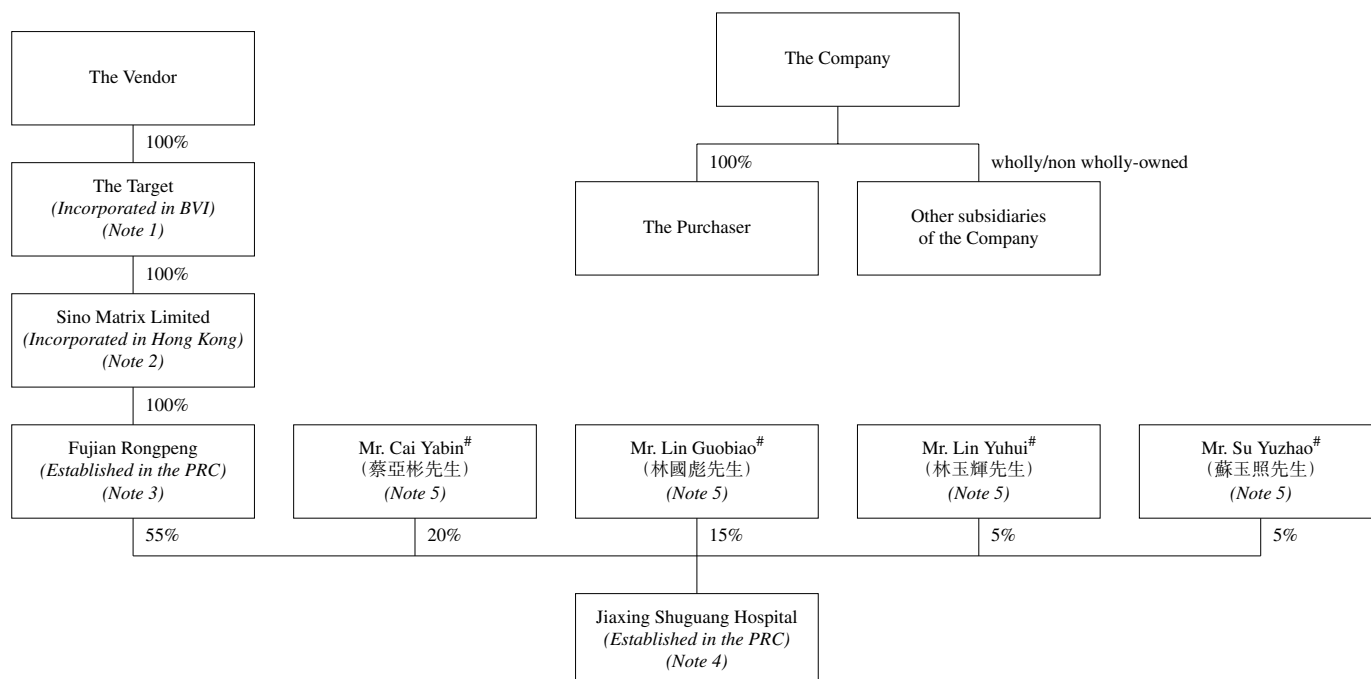 The Vendor
The Company
100%
100%
wholly/non wholly-owned
The Target
(Incorporated in BVI)
(Note 1)
The Purchaser
Other subsidiaries
of the Company
100%
Sino Matrix Limited
(Incorporated in Hong Kong)
(Note 2)
100%
Fujian Rongpeng
(Established in the PRC)
(Note 3)
Mr. Cai Yabin#
(蔡亞彬先生)
(Note 5)
Mr. Lin Guobiao#
(林國彪先生)
(Note 5)
Mr. Lin Yuhui#
(林玉輝先生)
(Note 5)
Mr. Su Yuzhao#
(蘇玉照先生)
(Note 5)
55%
20%
15%
5%
5%
Jiaxing Shuguang Hospital
(Established in the PRC)
(Note 4)